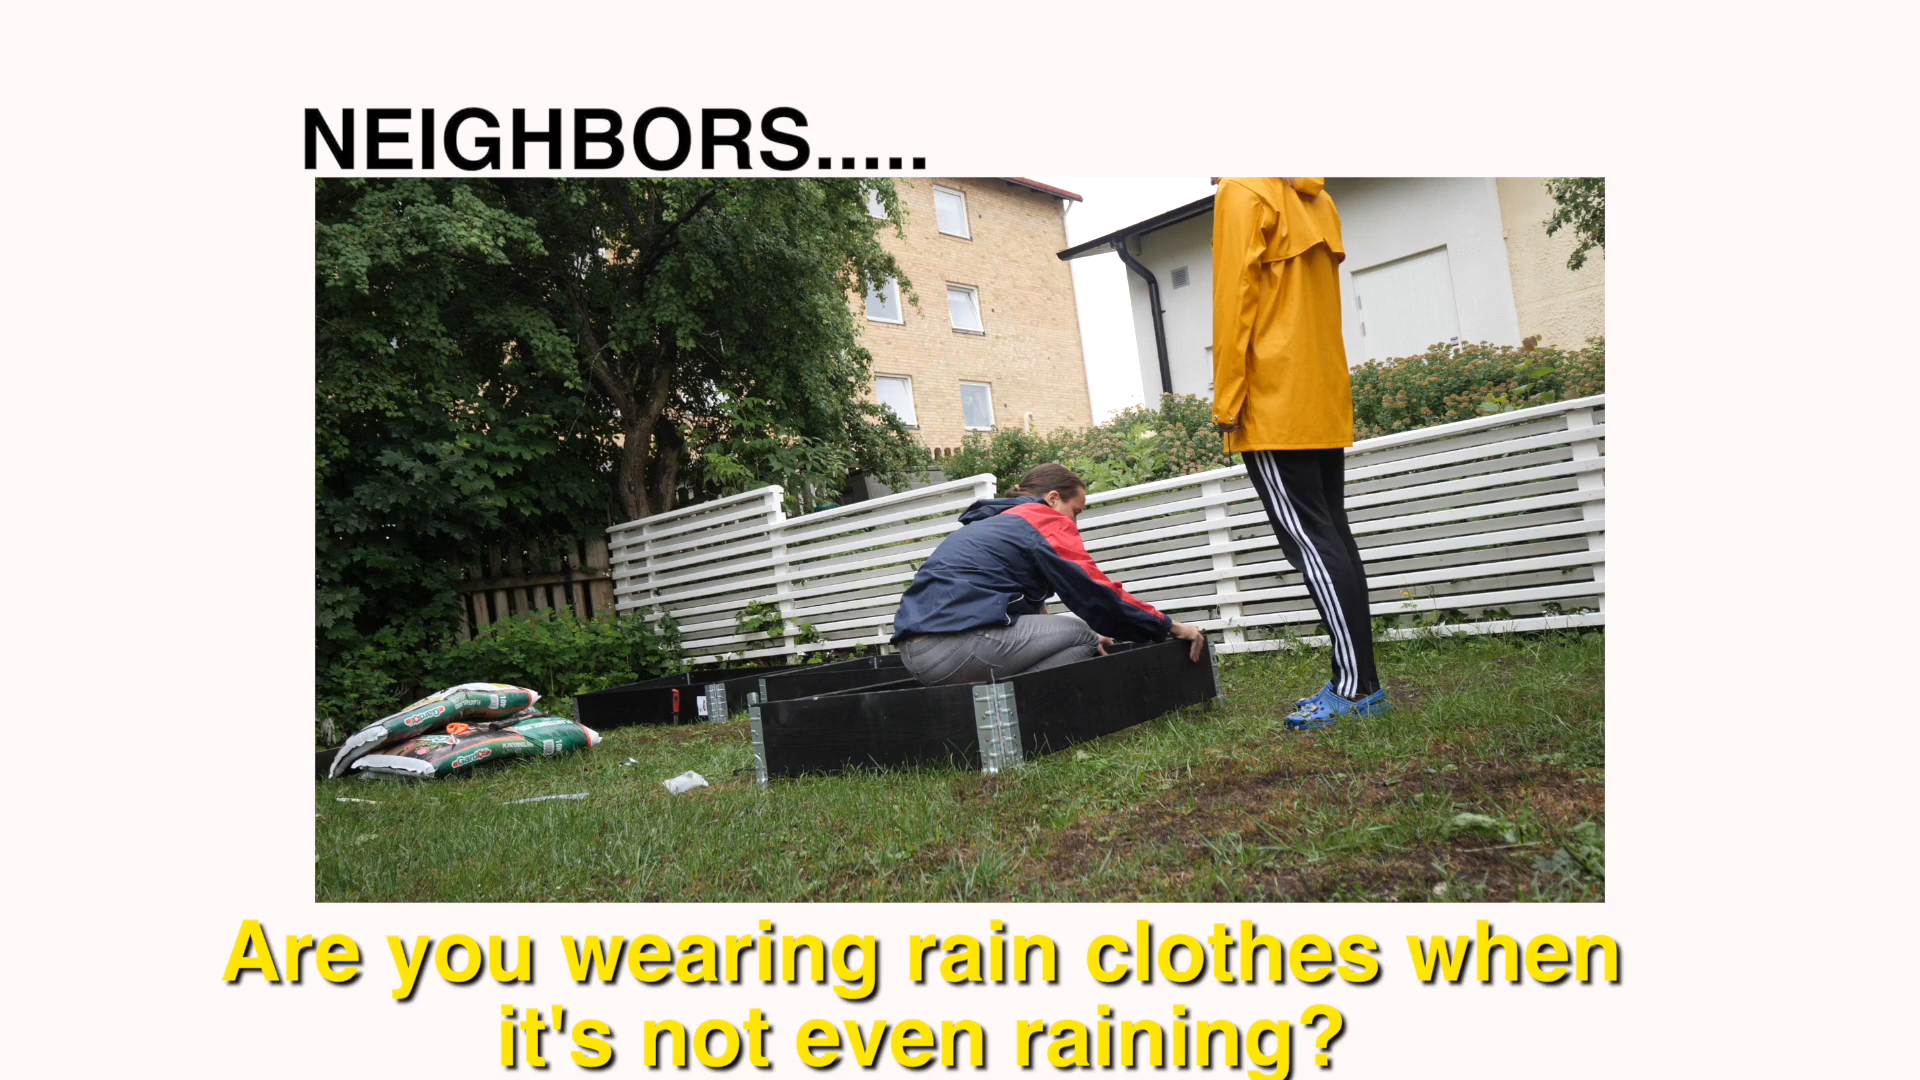 NEIGHBORS.....
Are you wearing rain clothes when
it's not even raining?